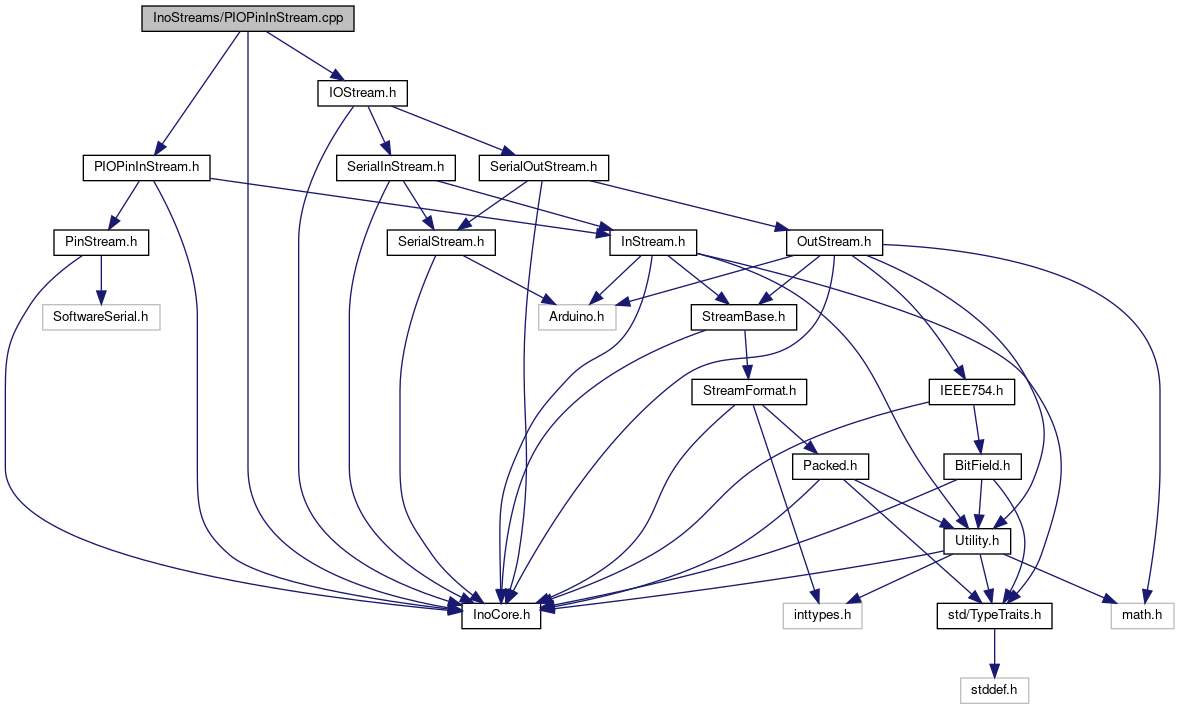 InoStreams/PIOPinInStream.cpp
IOStream.h
PIOPinInStream.h
SerialInStream.h
SerialOutStream.h
PinStream.h
SerialStream.h
InStream.h
OutStream.h
SoftwareSerial.h
Arduino.h
StreamBase.h
StreamFormat.h
IEEE754.h
Packed.h
BitField.h
Utility.h
InoCore.h
inttypes.h
std/TypeTraits.h
math.h
stddef.h